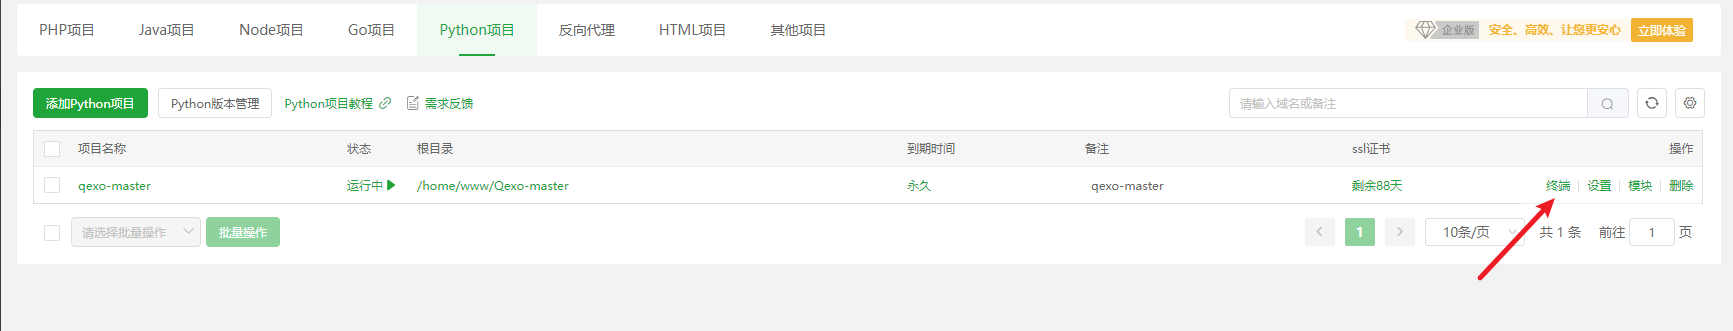 PHP项目 Java项目 Node项目 Go项目 Python项目 反向代理 HTML项目 其他项目 企业版 安全、高效、让您更安心 立即体验
添加Python项目 Python版本管理 Python项目教程 需求反馈 请输入域名或备注
项目名称 状态 根目录 到期时间 备注 ssl证书 操作
qexo-master 运行中 /home/www/Qexo-master 永久 qexo-master 剩余88天 终端 设置 模块 删除
请选择批量操作 批量操作 1 10条/页 共 1 条 前往 1 页